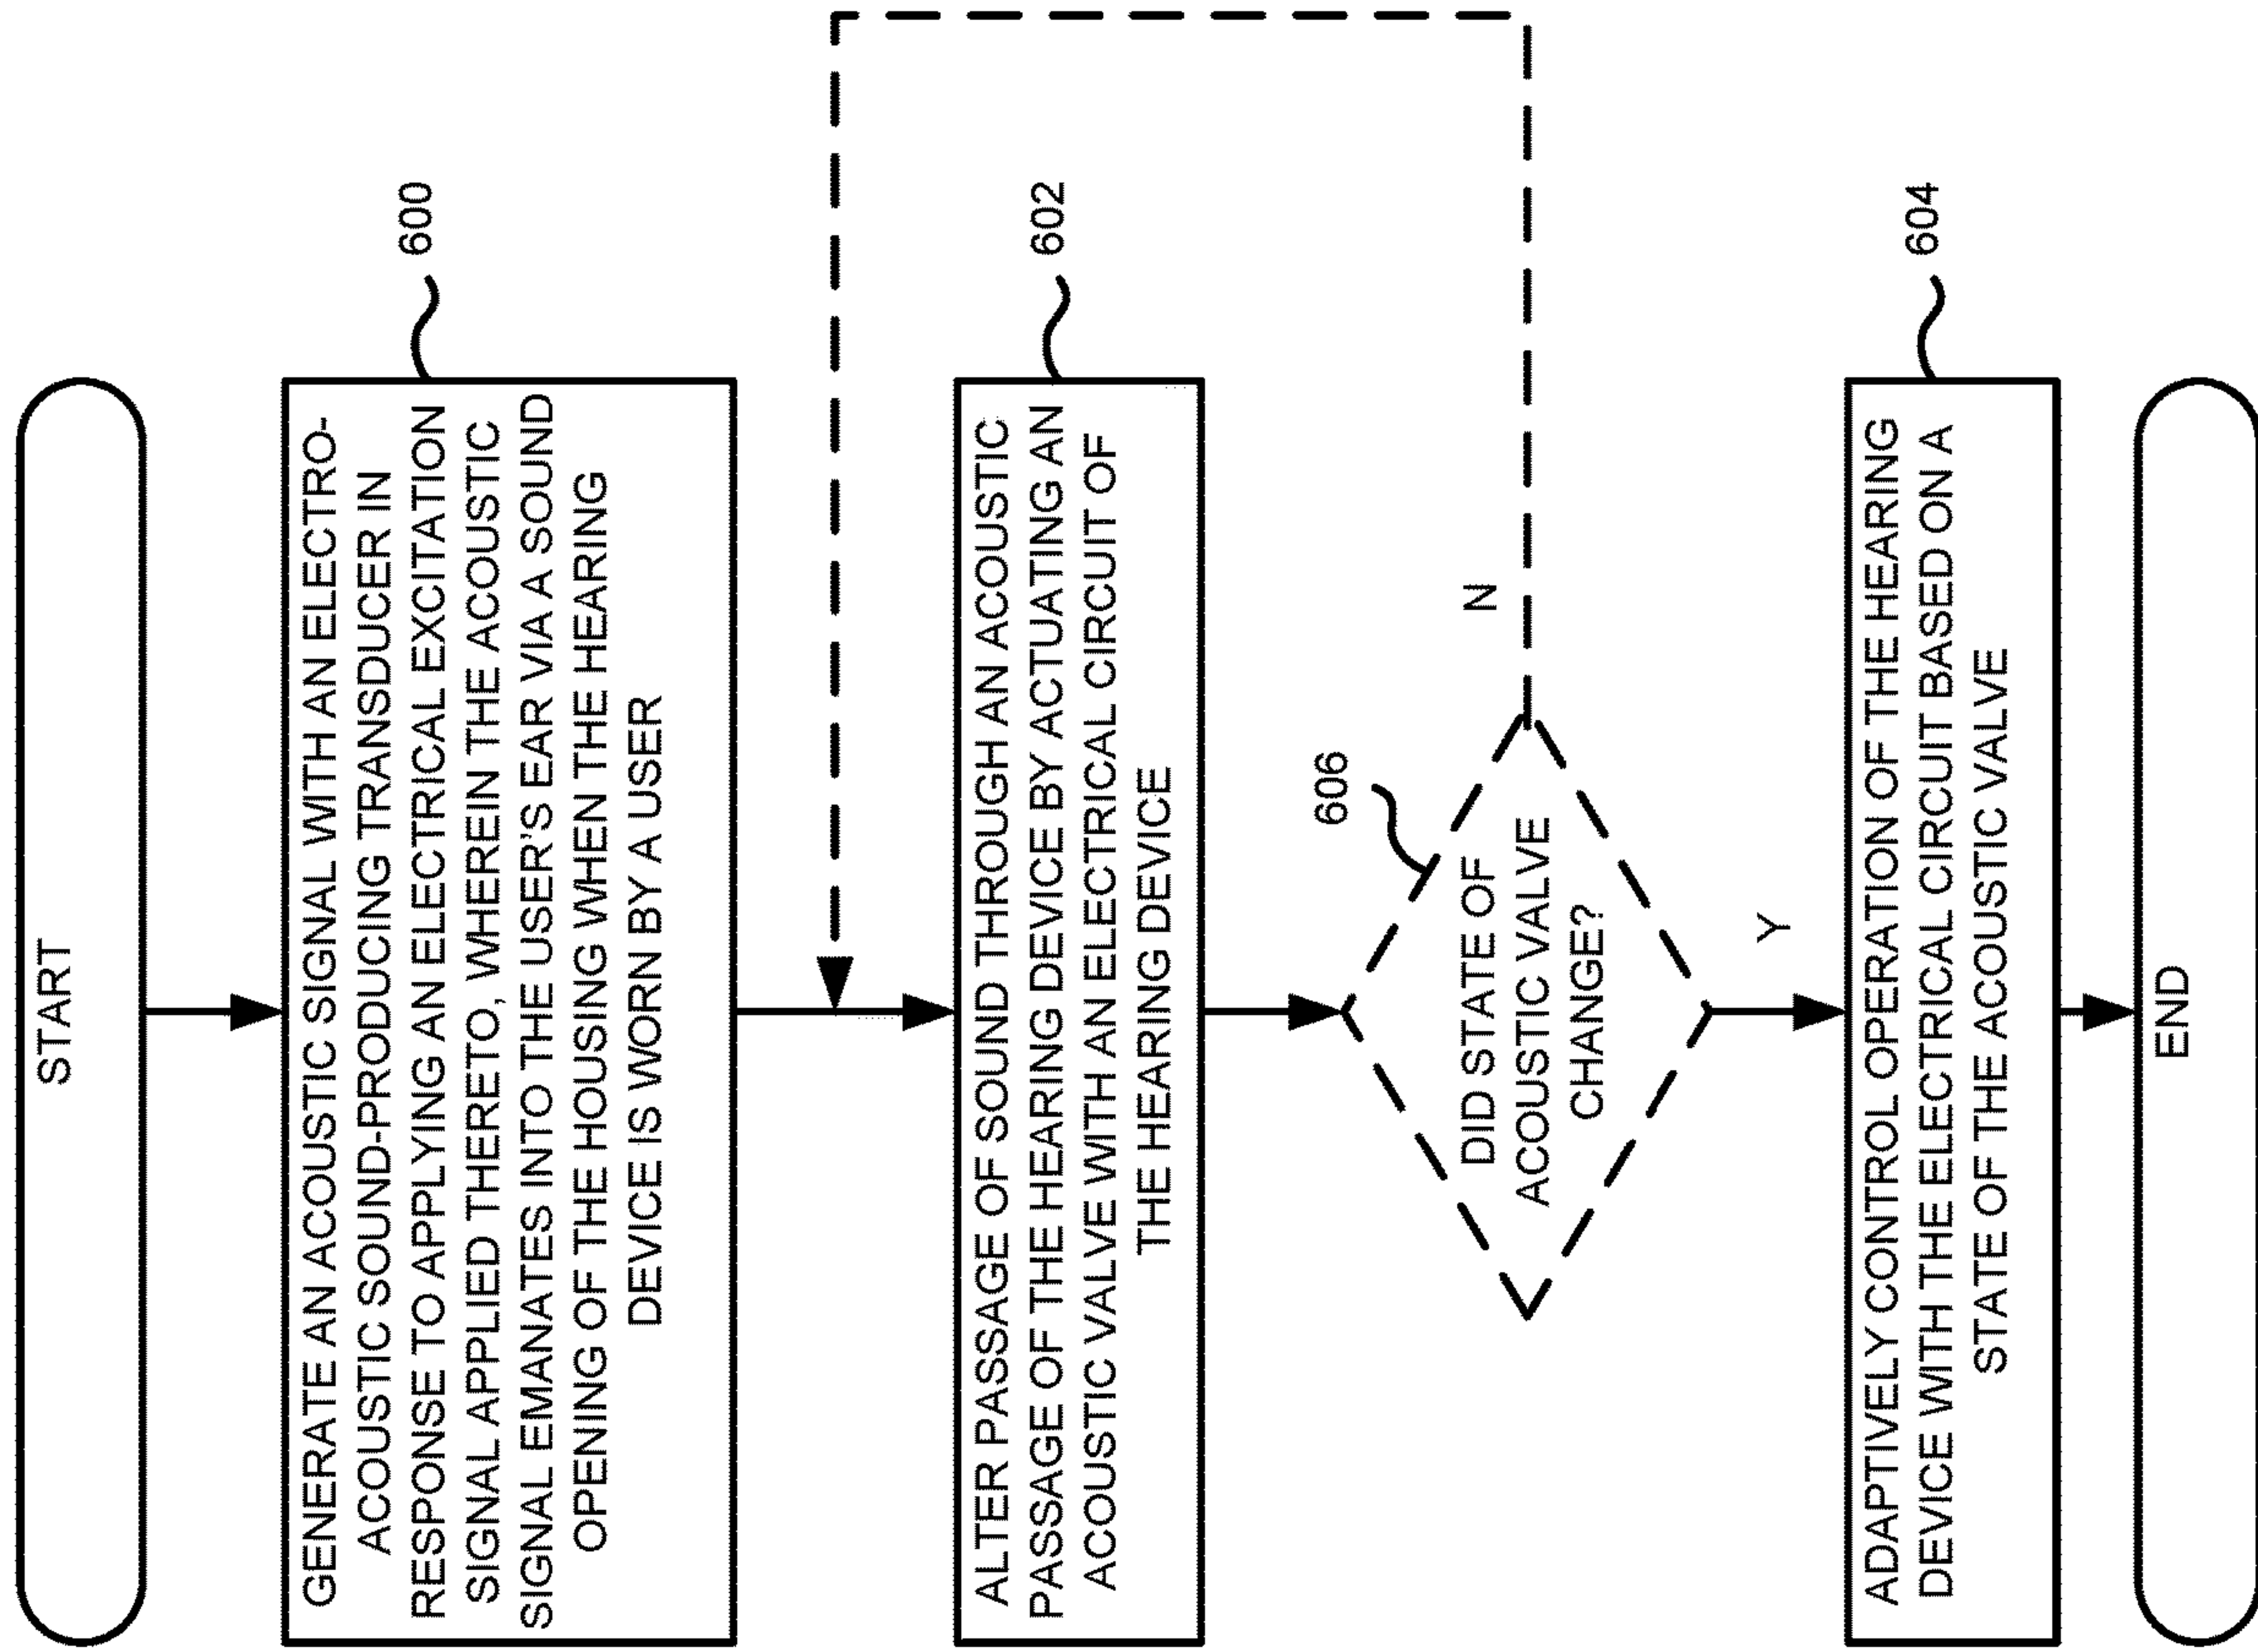 START
600
GENERATE AN ACOUSTIC SIGNAL WITH AN ELECTRO-
ACOUSTIC SOUND-PRODUCING TRANSDUCER IN
RESPONSE TO APPLYING AN ELECTRICAL EXCITATION
SIGNAL APPLIED THERETO, WHEREIN THE ACOUSTIC
SIGNAL EMANATES INTO THE USER'S EAR VIA A SOUND
OPENING OF THE HOUSING WHEN THE HEARING
DEVICE IS WORN BY A USER
602
ALTER PASSAGE OF SOUND THROUGH AN ACOUSTIC
PASSAGE OF THE HEARING DEVICE BY ACTUATING AN
ACOUSTIC VALVE WITH AN ELECTRICAL CIRCUIT OF
THE HEARING DEVICE
606
DID STATE OF
ACOUSTIC VALVE
CHANGE?
N
Y
604
ADAPTIVELY CONTROL OPERATION OF THE HEARING
DEVICE WITH THE ELECTRICAL CIRCUIT BASED ON A
STATE OF THE ACOUSTIC VALVE
END